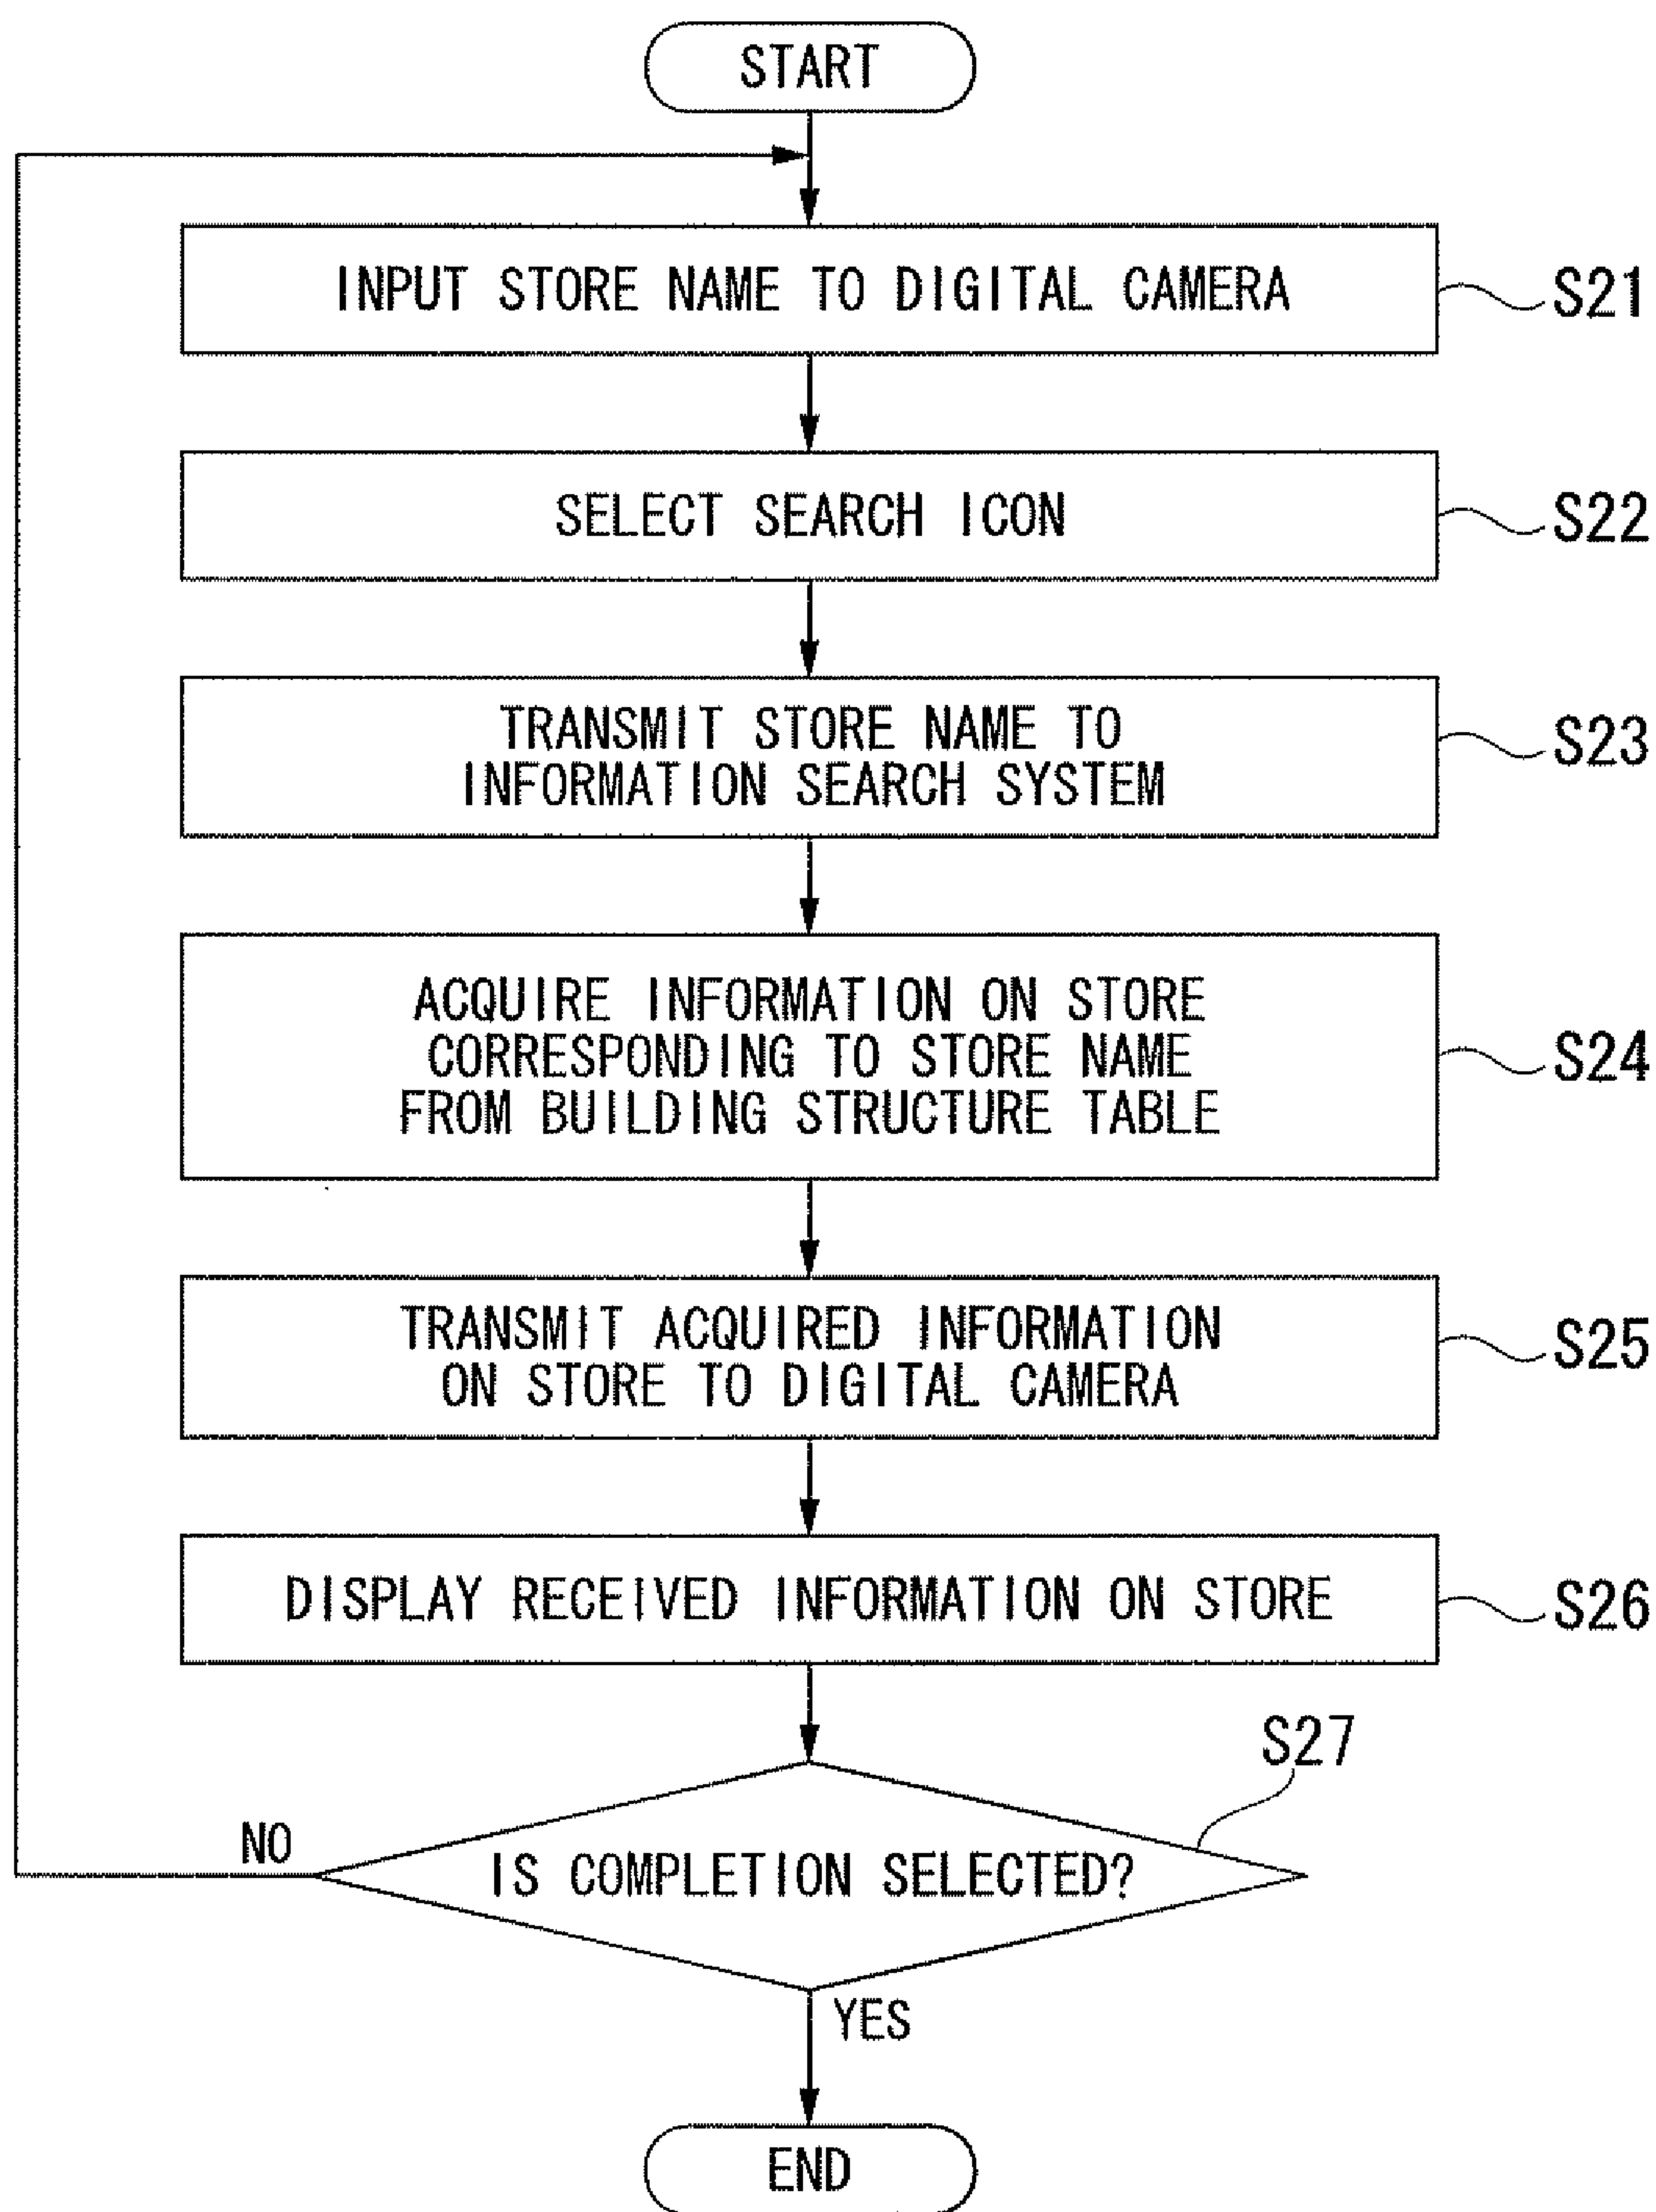 START
INPUT STORE NAME TO DIGITAL CAMERA
S21
SELECT SEARCH ICON
S22
TRANSMIT STORE NAME TO
INFORMATION SEARCH SYSTEM
S23
ACQUIRE INFORMATION ON STORE
CORRESPONDING TO STORE NAME
FROM BUILDING STRUCTURE TABLE
S24
TRANSMIT ACQUIRED INFORMATION
ON STORE TO DIGITAL CAMERA
S25
DISPLAY RECEIVED INFORMATION ON STORE
S26
S27
NO
IS COMPLETION SELECTED?
YES
END